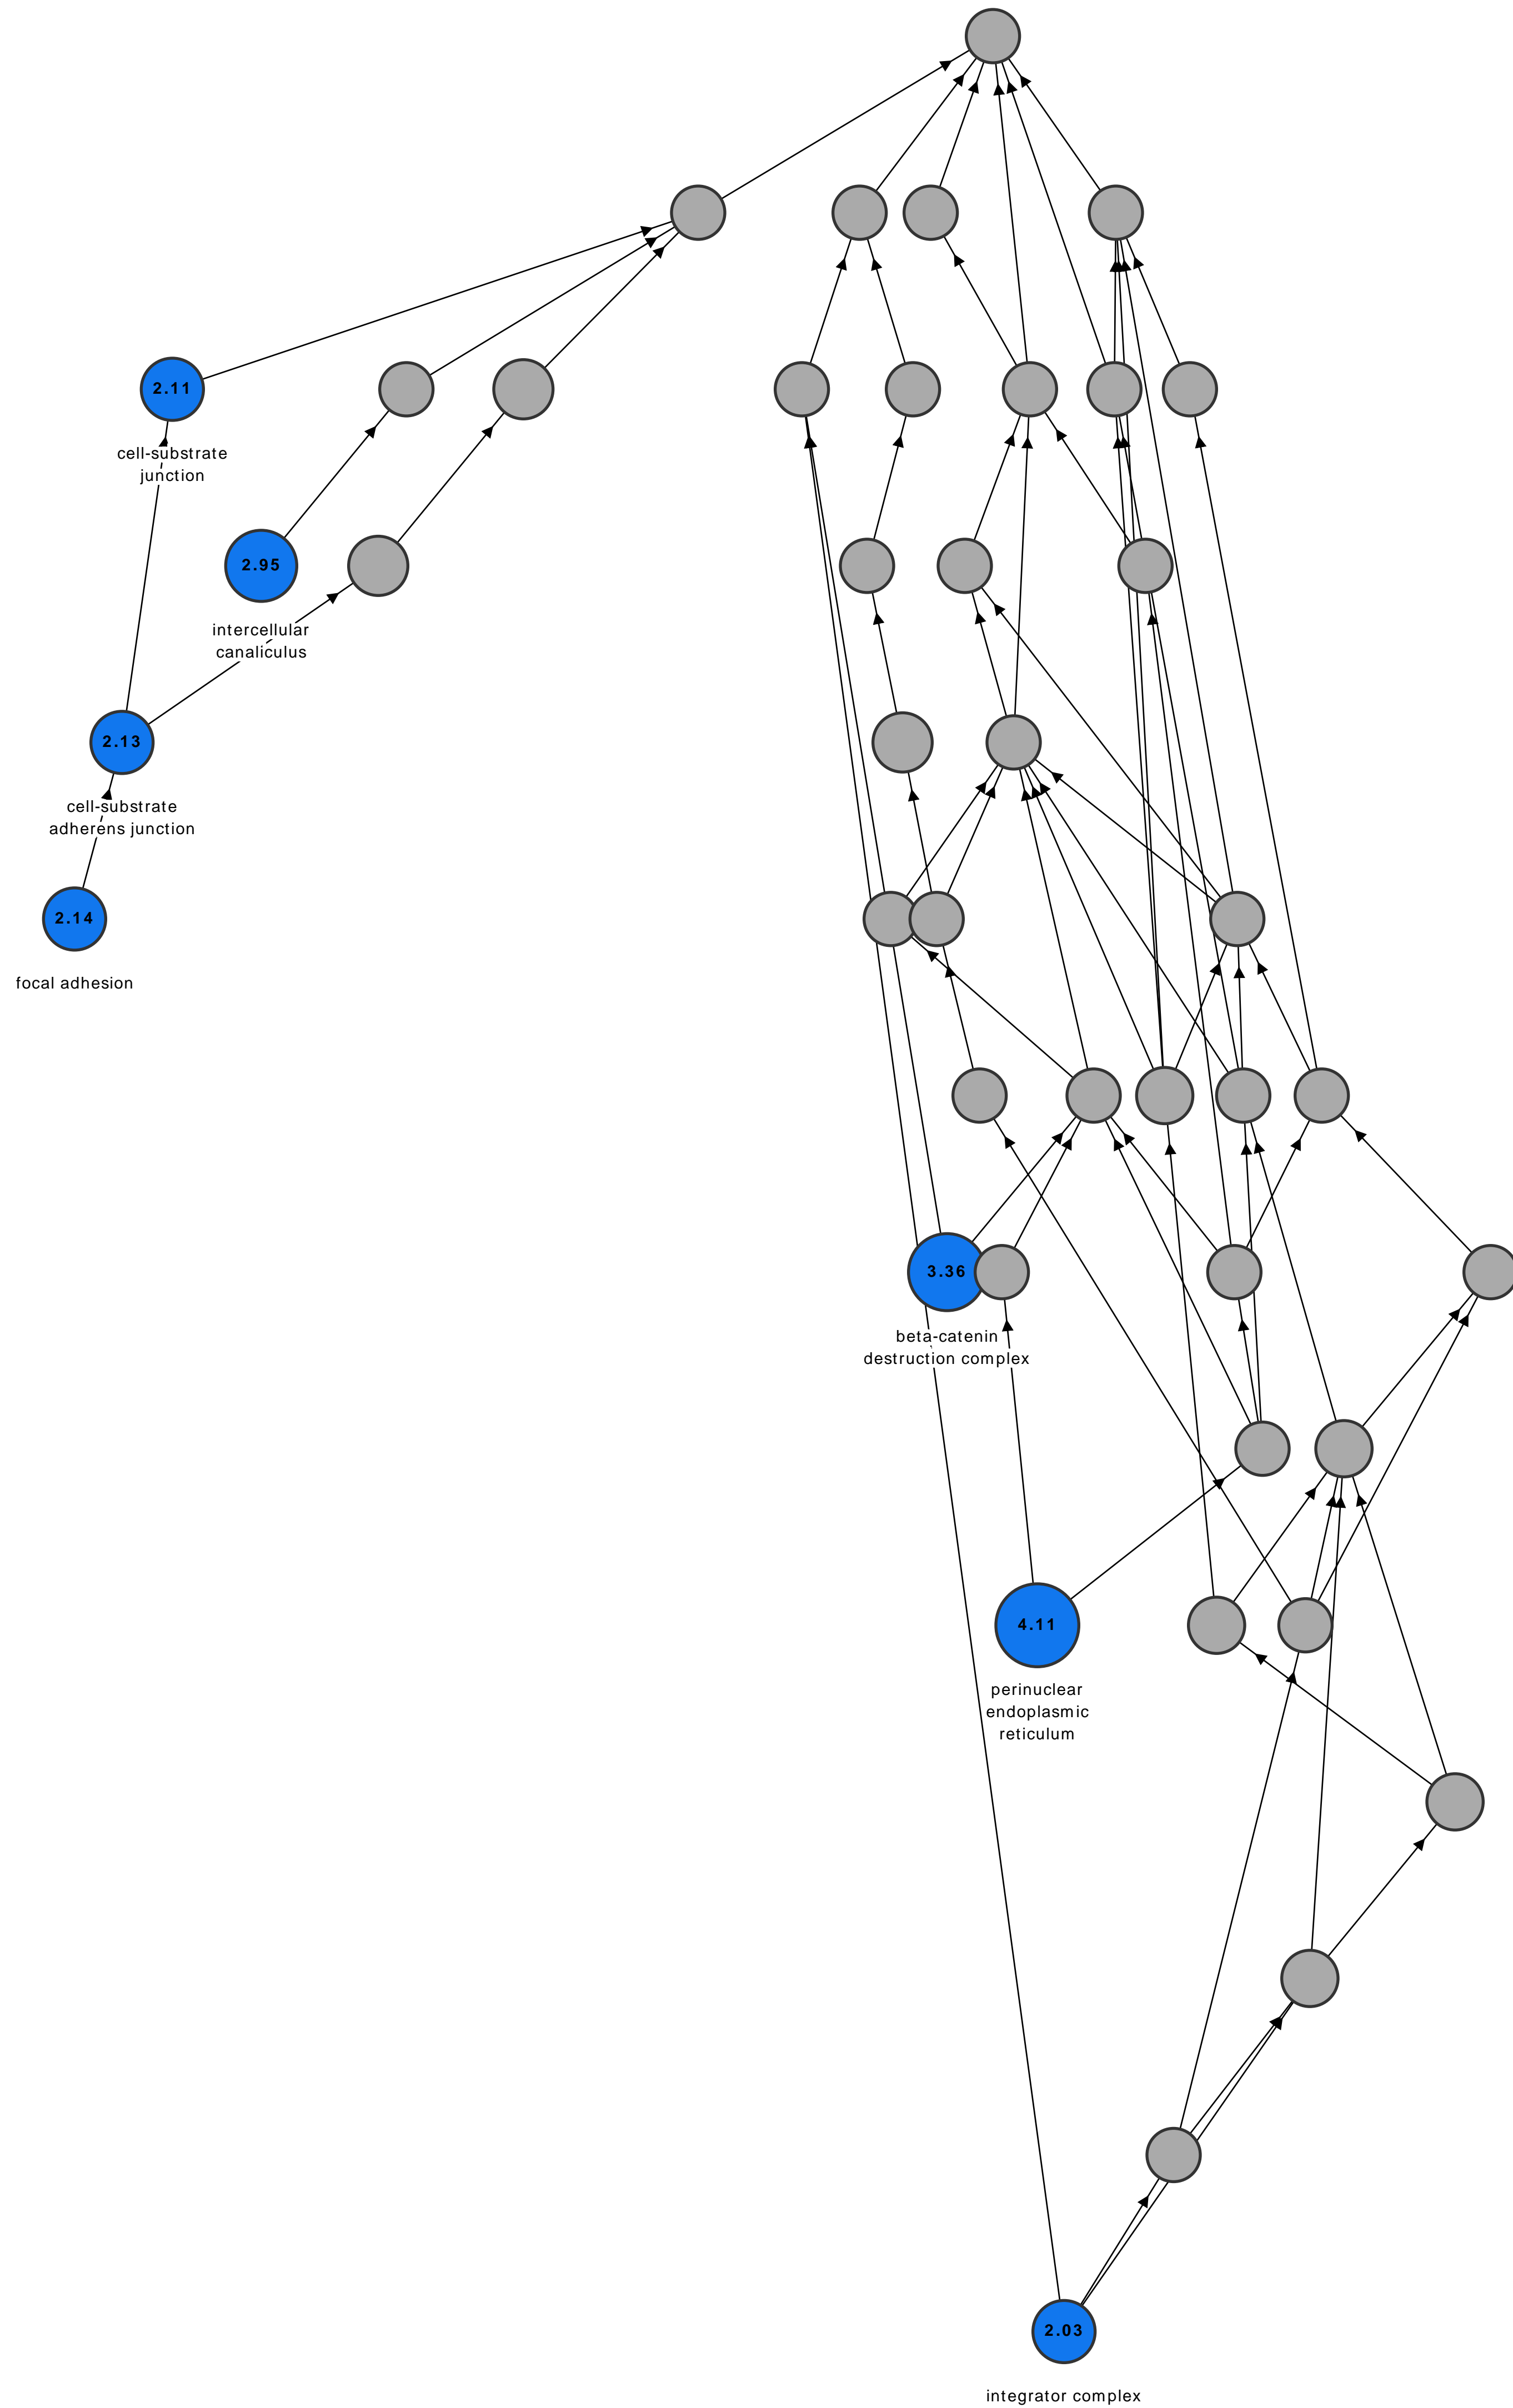 2.11
cell-substrate
junction
2.95
intercellular
canaliculus
2.13
cell-substrate
adherens junction
2.14
focal adhesion
3.36
beta-catenin
destruction complex
4.11
perinuclear
endoplasmic
reticulum
2.03
integrator complex